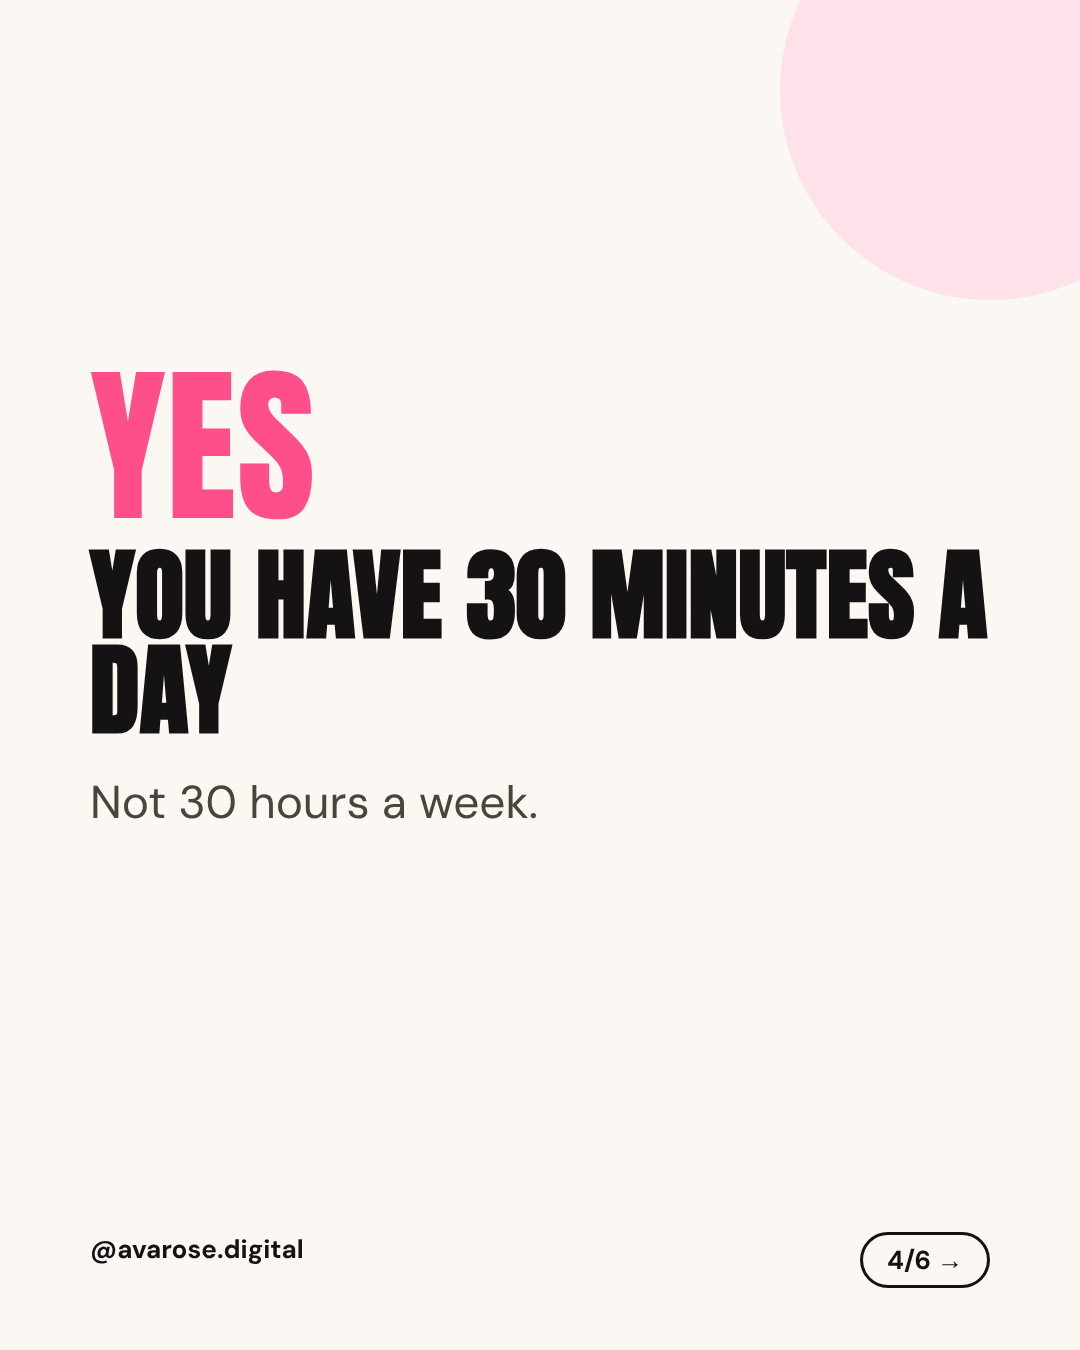 YES
YOU HAVE 30 MINUTES A
DAY
Not 30 hours a week.
@avarose.digital
4/6 →